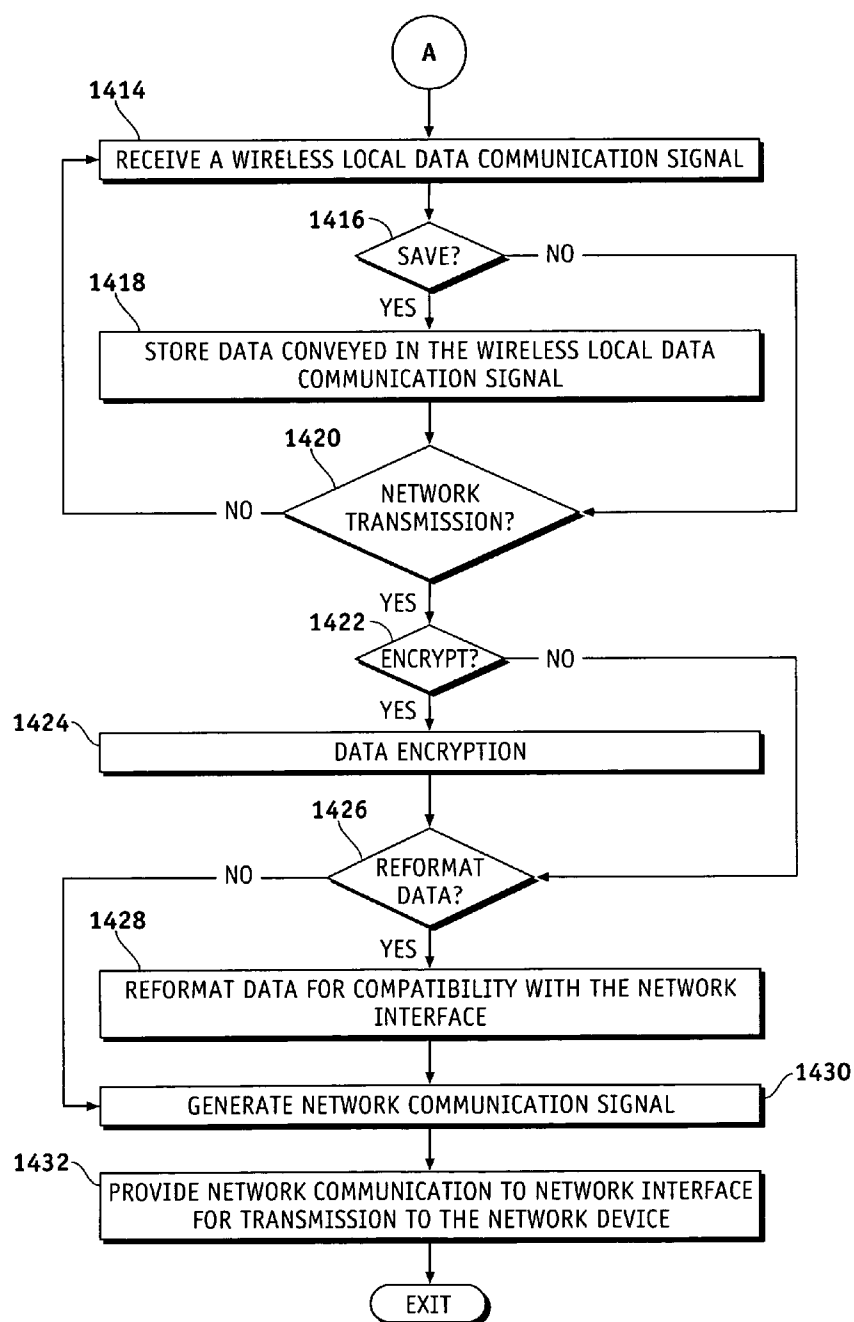 A
1414
RECEIVE A WIRELESS LOCAL DATA COMMUNICATION SIGNAL
1416
SAVE?
NO
YES
1418
STORE DATA CONVEYED IN THE WIRELESS LOCAL DATA
COMMUNICATION SIGNAL
1420
NETWORK
TRANSMISSION?
NO
YES
1422
ENCRYPT?
NO
YES
1424
DATA ENCRYPTION
1426
REFORMAT
DATA?
NO
YES
1428
REFORMAT DATA FOR COMPATIBILITY WITH THE NETWORK
INTERFACE
GENERATE NETWORK COMMUNICATION SIGNAL
1430
1432
PROVIDE NETWORK COMMUNICATION TO NETWORK INTERFACE
FOR TRANSMISSION TO THE NETWORK DEVICE
EXIT